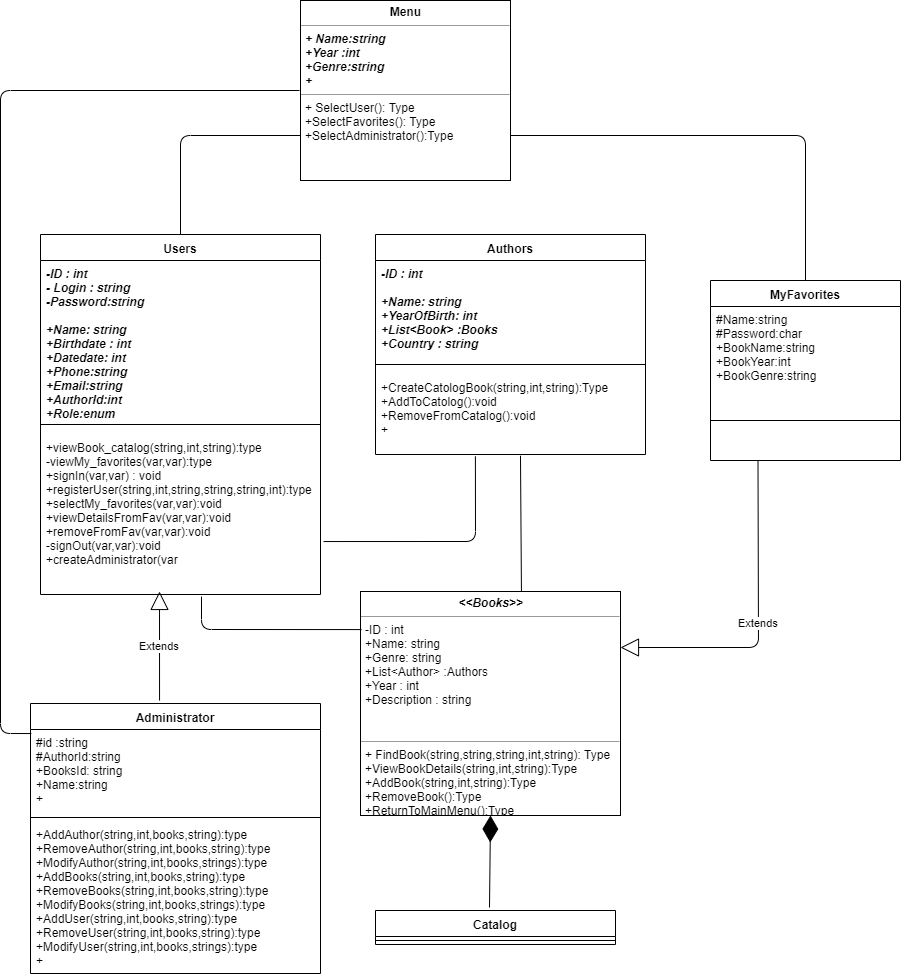 Menu
+ Name:string
+Year :int
+Genre:string
+
+ SelectUser(): Type
+SelectFavorites(): Type
+SelectAdministrator():Type
Users
-ID : int
- Login : string
-Password:string
+Name: string
+Birthdate : int
+Datedate: int
+Phone:string
+Email:string
+AuthorId:int
+Role:enum
+viewBook_catalog(string,int,string):type
-viewMy_favorites(var,var):type
+signIn(var,var) : void
+registerUser(string,int,string,string,string,int):type
+selectMy_favorites(var,var):void
+viewDetailsFromFav(var,var):void
+removeFromFav(var,var):void
-signOut(var,var):void
+createAdministrator(var
Authors
-ID : int
+Name: string
+YearOfBirth: int
+List<Book> :Books
+Country : string
+CreateCatologBook(string,int,string):Type
+AddToCatolog():void
+RemoveFromCatalog():void
+
MyFavorites
#Name:string
#Password:char
+BookName:string
+BookYear:int
+BookGenre:string
Extends
Extends
<<Books>>
-ID : int
+Name: string
+Genre: string
+List<Author> :Authors
+Year : int
+Description : string
+ FindBook(string,string,string,int,string): Type
+ViewBookDetails(string,int,string):Type
+AddBook(string,int,string):Type
+RemoveBook():Type
+ReturnToMainMenu():Type
Administrator
#id :string
#AuthorId:string
+BooksId: string
+Name:string
+
+AddAuthor(string,int,books,string):type
+RemoveAuthor(string,int,books,string):type
+ModifyAuthor(string,int,books,strings):type
+AddBooks(string,int,books,string):type
+RemoveBooks(string,int,books,string):type
+ModifyBooks(string,int,books,strings):type
+AddUser(string,int,books,string):type
+RemoveUser(string,int,books,string):type
+ModifyUser(string,int,books,strings):type
+
Catalog